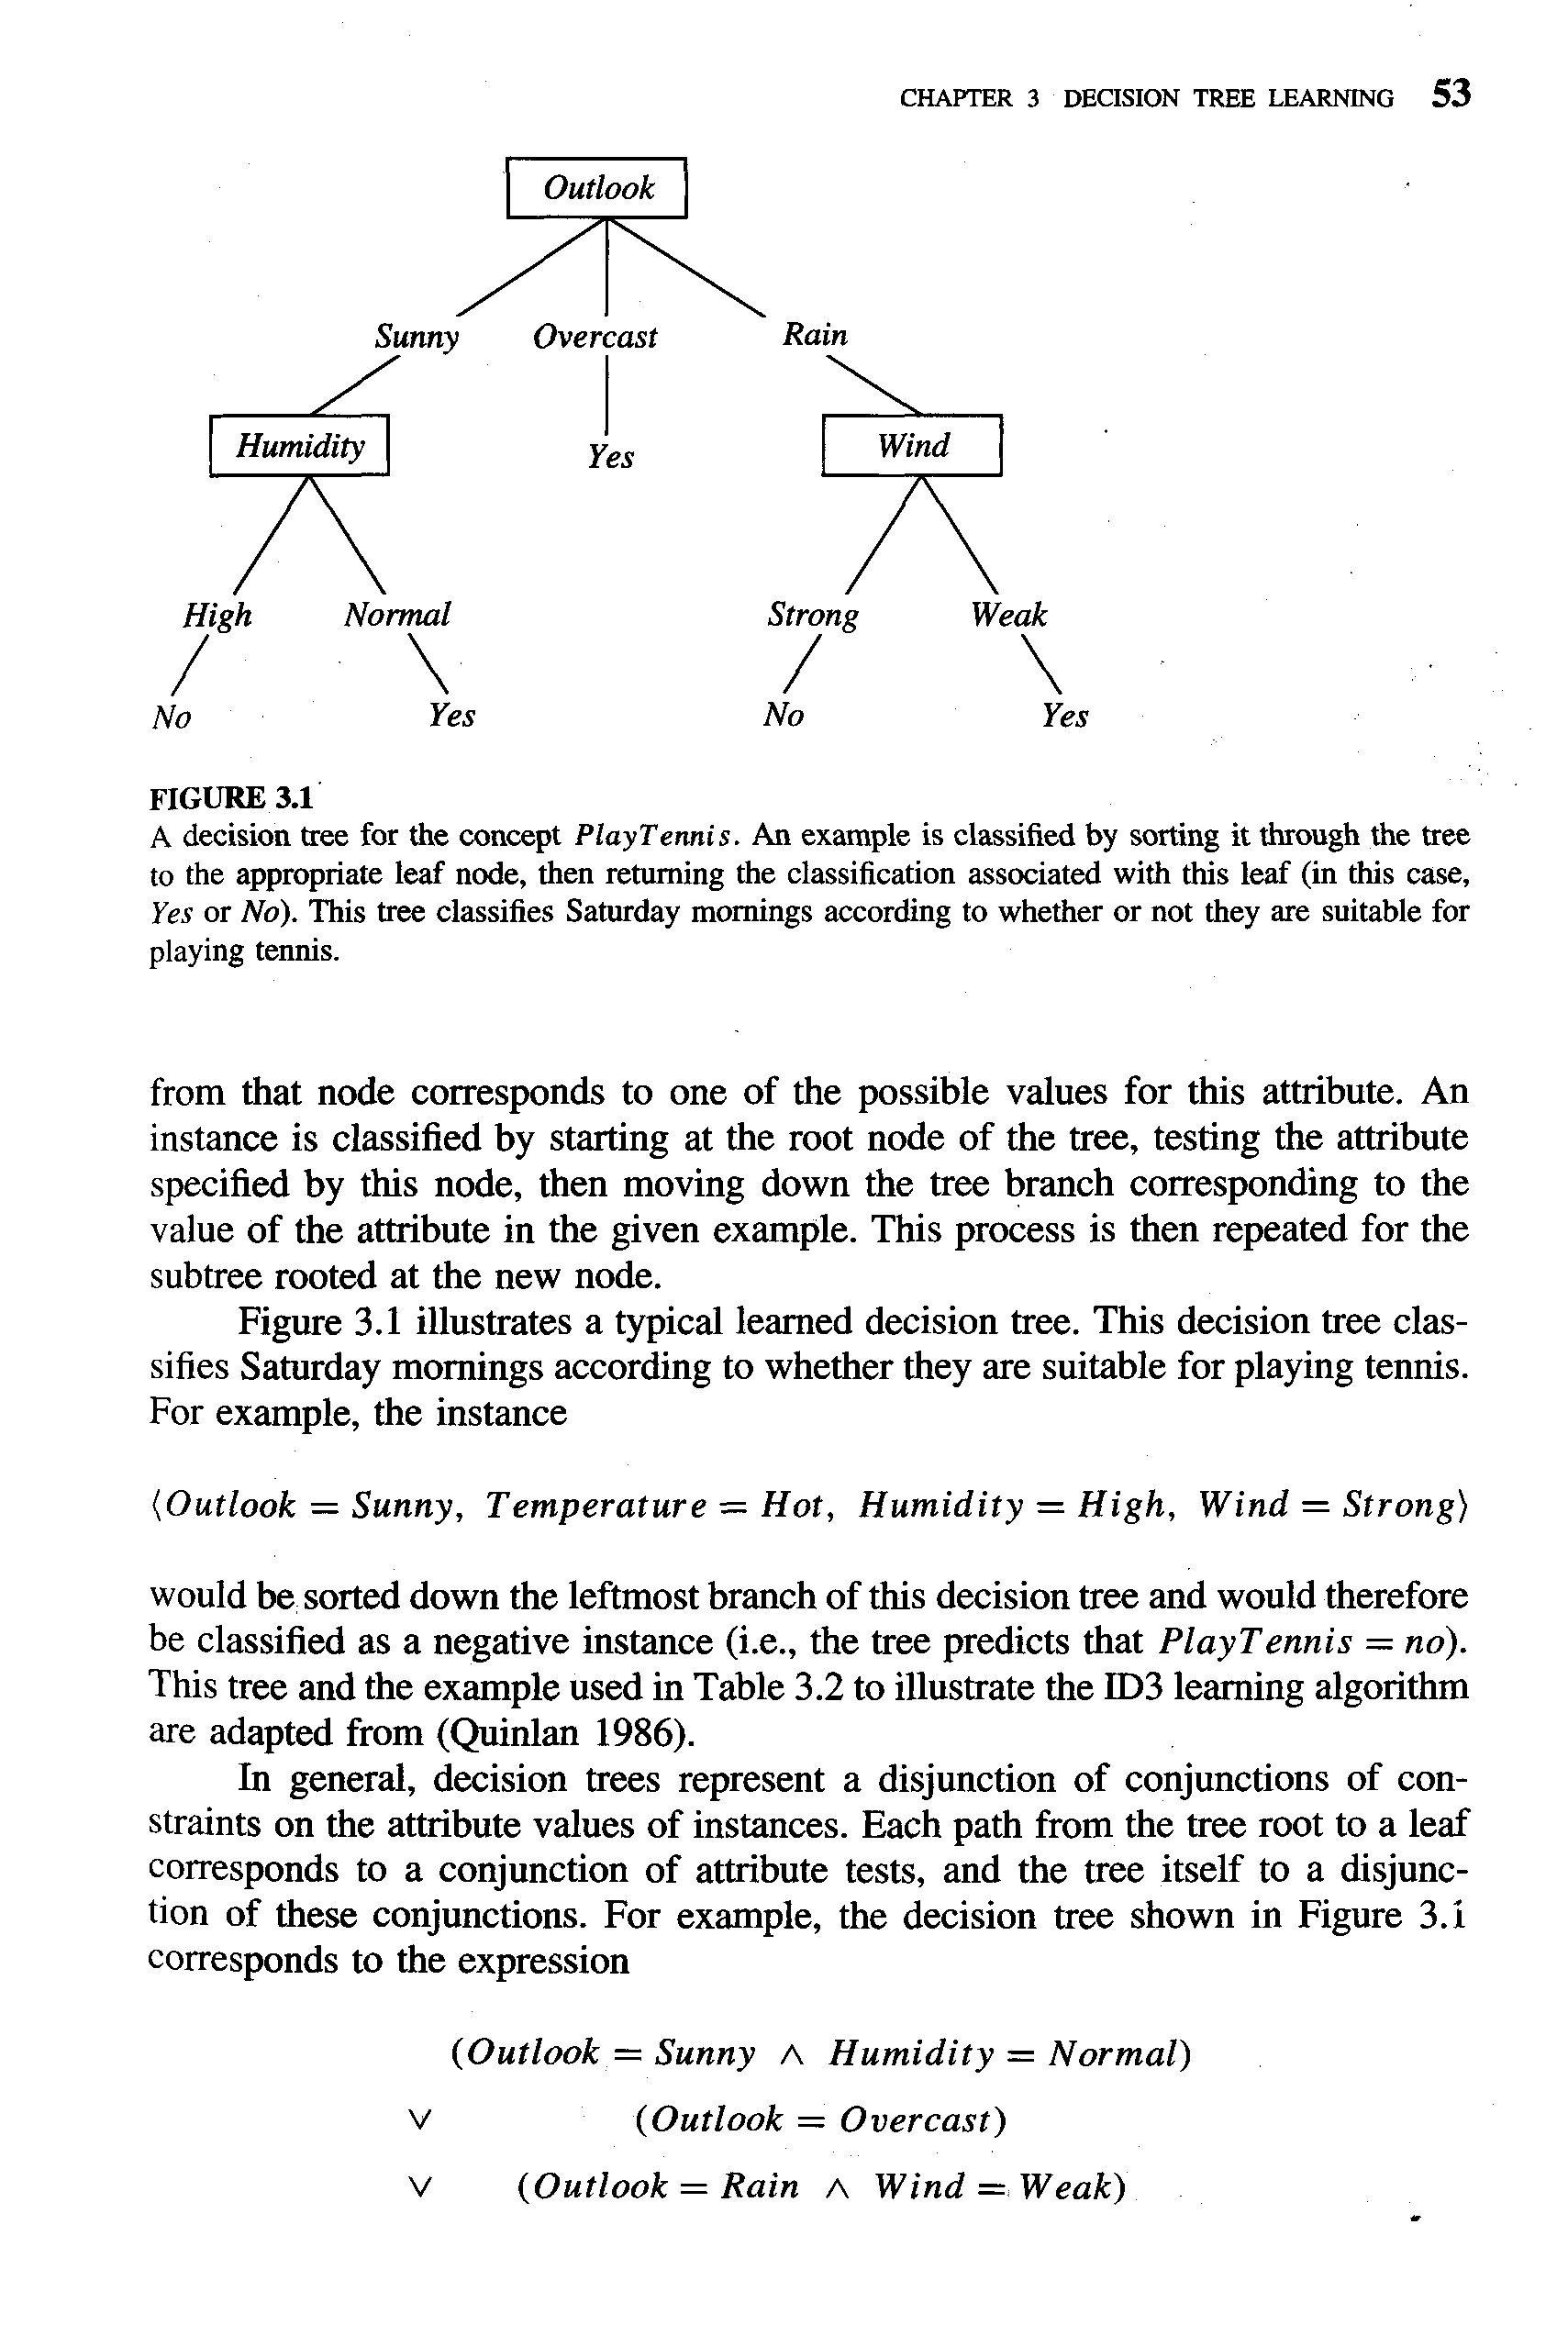 CHAPTER 3 DECISION TREE LEARNING 53
Outlook
Sunny Overcast Rain
Humidity Yes Wind
High Normal Strong Weak
No Yes No Yes
FIGURE 3.1
A decision tree for the concept PlayTennis. An example is classified by sorting it through the tree
to the appropriate leaf node, then returning the classification associated with this leaf (in this case,
Yes or No). This tree classifies Saturday mornings according to whether or not they are suitable for
playing tennis.
from that node corresponds to one of the possible values for this attribute. An
instance is classified by starting at the root node of the tree, testing the attribute
specified by this node, then moving down the tree branch corresponding to the
value of the attribute in the given example. This process is then repeated for the
subtree rooted at the new node.
Figure 3.1 illustrates a typical learned decision tree. This decision tree clas-
sifies Saturday mornings according to whether they are suitable for playing tennis.
For example, the instance
⟨Outlook = Sunny, Temperature = Hot, Humidity = High, Wind = Strong⟩
would be sorted down the leftmost branch of this decision tree and would therefore
be classified as a negative instance (i.e., the tree predicts that PlayTennis = no).
This tree and the example used in Table 3.2 to illustrate the ID3 learning algorithm
are adapted from (Quinlan 1986).
In general, decision trees represent a disjunction of conjunctions of con-
straints on the attribute values of instances. Each path from the tree root to a leaf
corresponds to a conjunction of attribute tests, and the tree itself to a disjunc-
tion of these conjunctions. For example, the decision tree shown in Figure 3.1
corresponds to the expression
(Outlook = Sunny ∧ Humidity = Normal)
∨ (Outlook = Overcast)
∨ (Outlook = Rain ∧ Wind = Weak)